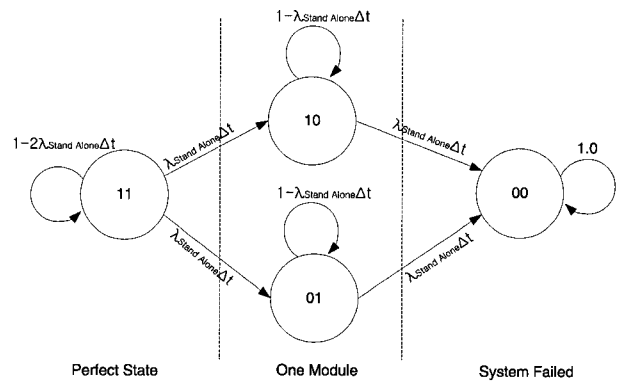 1-λStand AloneΔt
10
1-2λStand AloneΔt
λStand AloneΔt
λStand AloneΔt
1.0
11
1-λStand AloneΔt
00
λStand AloneΔt
λStand AloneΔt
01
Perfect State
One Module
System Failed